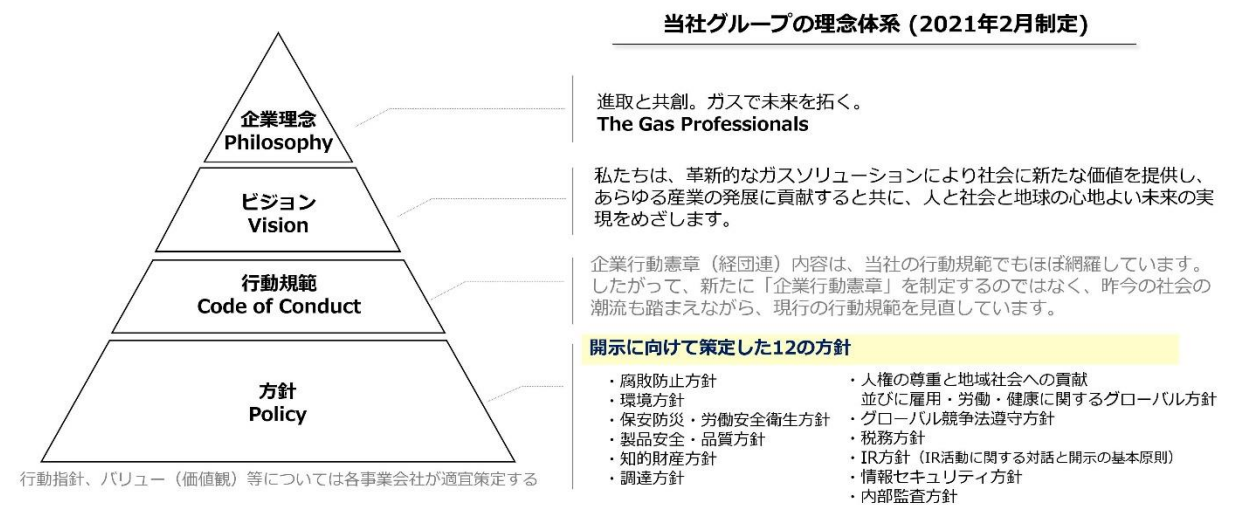 当社グループの理念体系 (2021年2月制定)
企業理念
Philosophy
進取と共創。ガスで未来を拓く。
The Gas Professionals
ビジョン
Vision
私たちは、革新的なガスソリューションにより社会に新たな価値を提供し、
あらゆる産業の発展に貢献すると共に、人と社会と地球の心地よい未来の実
現をめざします。
行動規範
Code of Conduct
企業行動憲章（経団連）内容は、当社の行動規範でもほぼ網羅しています。
したがって、新たに「企業行動憲章」を制定するのではなく、昨今の社会の
潮流も踏まえながら、現行の行動規範を見直しています。
方針
Policy
開示に向けて策定した12の方針
・腐敗防止方針
・環境方針
・保安防災・労働安全衛生方針
・製品安全・品質方針
・知的財産方針
・調達方針
・人権の尊重と地域社会への貢献
並びに雇用・労働・健康に関するグローバル方針
・グローバル競争法遵守方針
・税務方針
・IR方針（IR活動に関する対話と開示の基本原則）
・情報セキュリティ方針
・内部監査方針
行動指針、バリュー（価値観）等については各事業会社が適宜策定する